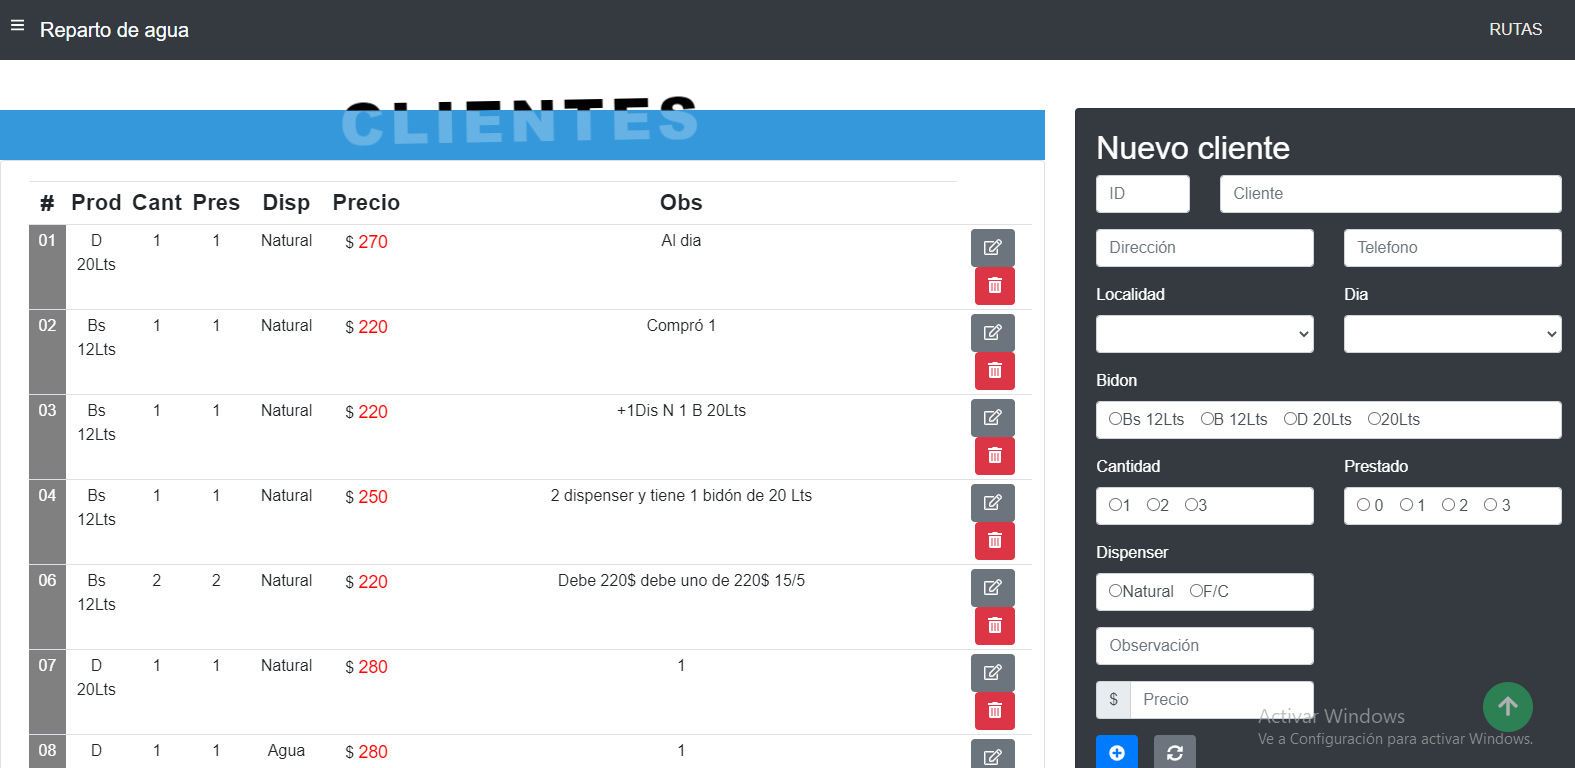 Reparto de agua
RUTAS
CLIENTES
# Prod Cant Pres Disp Precio Obs
01 D 20Lts 1 1 Natural $ 270 Al dia
02 Bs 12Lts 1 1 Natural $ 220 Compró 1
03 Bs 12Lts 1 1 Natural $ 220 +1Dis N 1 B 20Lts
04 Bs 12Lts 1 1 Natural $ 250 2 dispenser y tiene 1 bidón de 20 Lts
06 Bs 12Lts 2 2 Natural $ 220 Debe 220$ debe uno de 220$ 15/5
07 D 20Lts 1 1 Natural $ 280 1
08 D 1 1 Agua $ 280 1
Nuevo cliente
ID Cliente
Dirección Telefono
Localidad Dia
Bidon
Bs 12Lts B 12Lts D 20Lts 20Lts
Cantidad Prestado
1 2 3 0 1 2 3
Dispenser
Natural F/C
Observación
$ Precio
Activar Windows
Ve a Configuración para activar Windows.